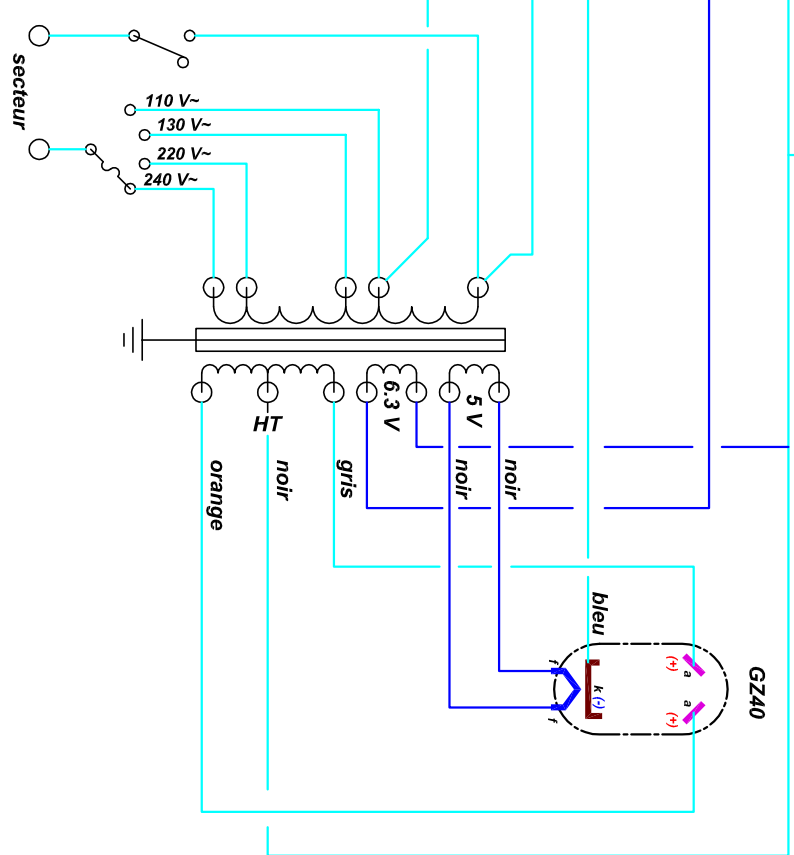 secteur
110 V~
130 V~
220 V~
240 V~
HT
6.3 V
5 V
orange
noir
gris
noir
noir
bleu
GZ40
f
f
k (-)
(+)
a
a
(+)